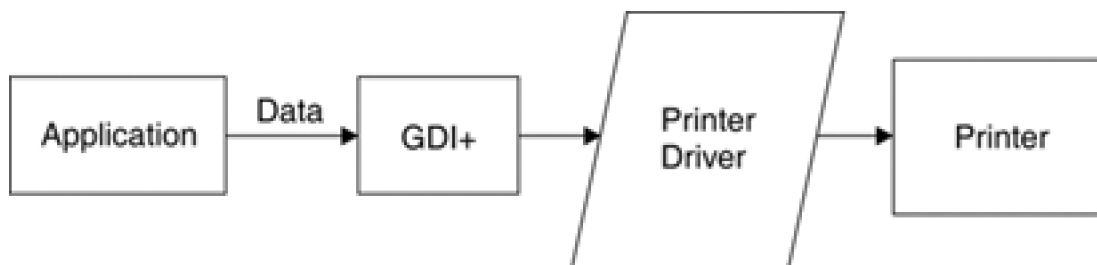 Application
Data
GDI+
Printer
Driver
Printer